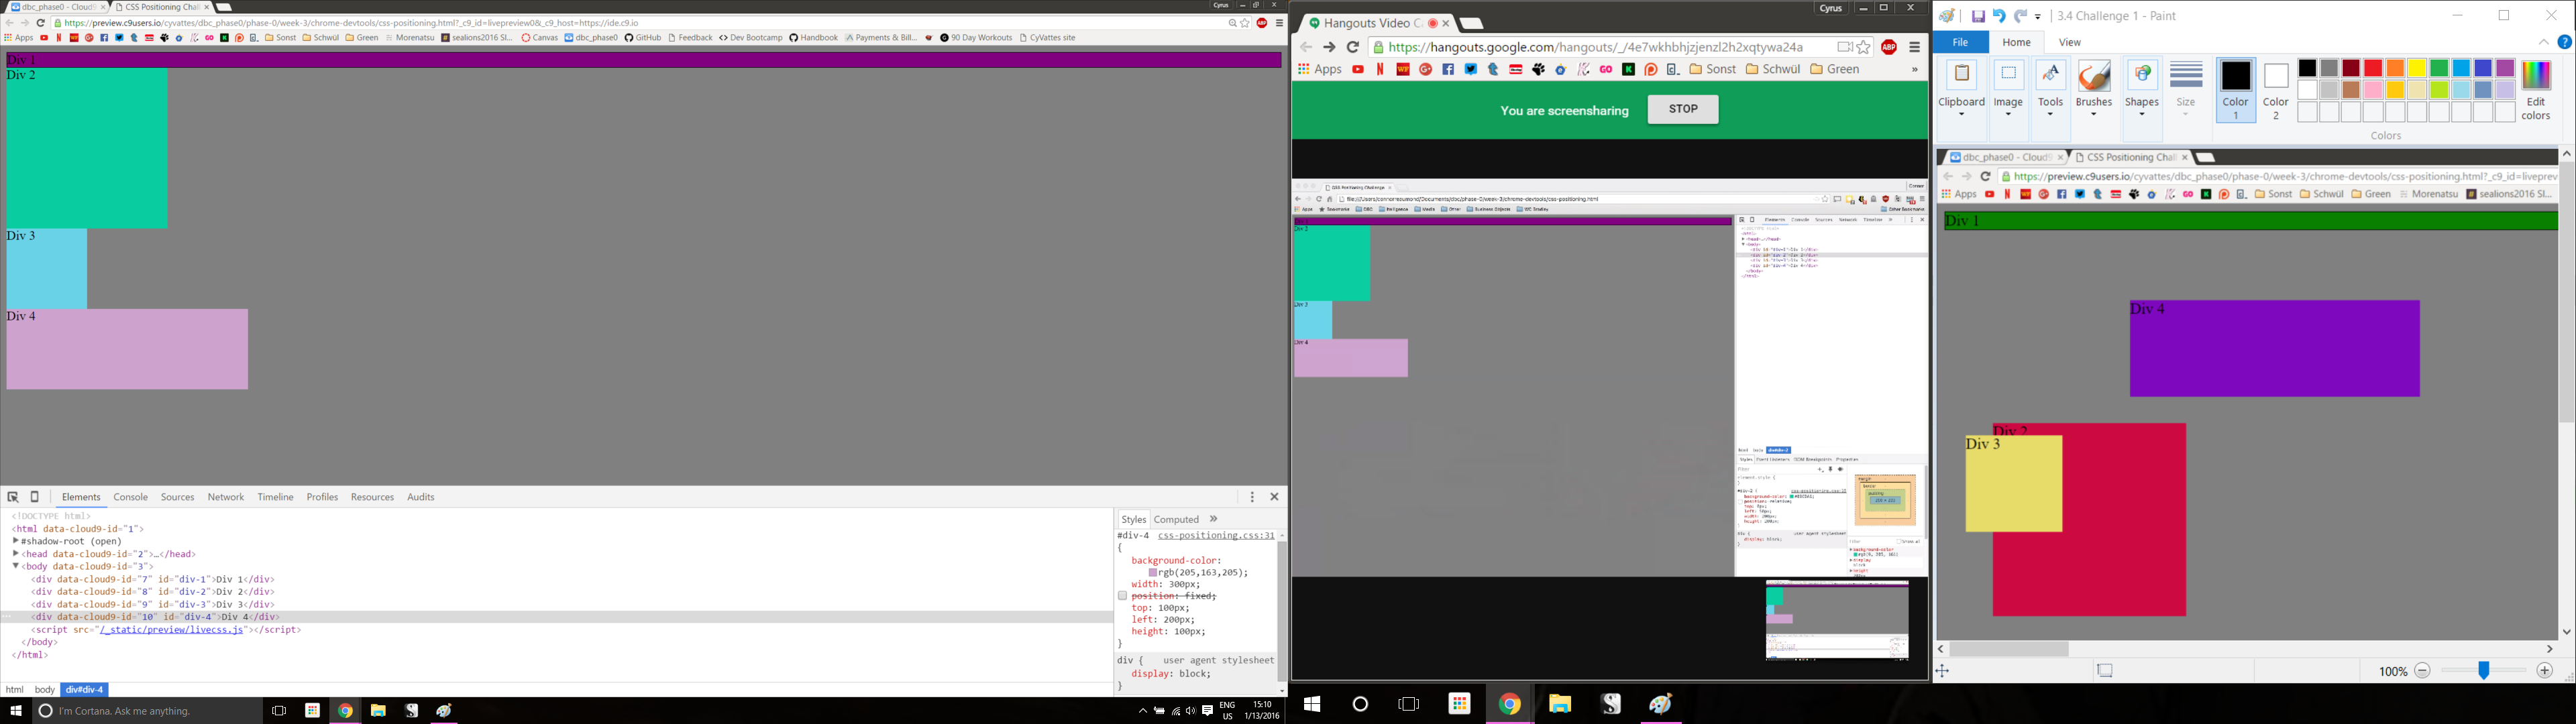 dbc_phase0 - Cloud9
CSS Positioning Chall
Cyrus
https://preview.c9users.io/cyvattes/dbc_phase0/phase-0/week-3/chrome-devtools/css-positioning.html?_c9_id=livepreview0&_c9_host=https://ide.c9.io
Apps
Sonst
Schwül
Green
Morenatsu
sealions2016 Sl...
Canvas
dbc_phase0
GitHub
Feedback
Dev Bootcamp
Handbook
Payments & Bill...
90 Day Workouts
CyVattes site
Div 1
Div 2
Div 3
Div 4
Elements
Console
Sources
Network
Timeline
Profiles
Resources
Audits
<!DOCTYPE html>
<html data-cloud9-id="1">
#shadow-root (open)
<head data-cloud9-id="2">…</head>
<body data-cloud9-id="3">
<div data-cloud9-id="7" id="div-1">Div 1</div>
<div data-cloud9-id="8" id="div-2">Div 2</div>
<div data-cloud9-id="9" id="div-3">Div 3</div>
<div data-cloud9-id="10" id="div-4">Div 4</div>
<script src="/_static/preview/livecss.js"></script>
</body>
</html>
html body div#div-4
Styles
Computed
#div-4 css-positioning.css:31
{
background-color:
rgb(205,163,205);
width: 300px;
position: fixed;
top: 100px;
left: 200px;
height: 100px;
}
div { user agent stylesheet
display: block;
}
I'm Cortana. Ask me anything.
ENG
US
15:10
1/13/2016
Hangouts Video C
Cyrus
https://hangouts.google.com/hangouts/_/4e7wkhbhjzjenzl2h2xqtywa24a
ABP
Apps
Sonst
Schwül
Green
You are screensharing
STOP
CSS Positioning Challenge
Div 2
Div 3
Div 4
3.4 Challenge 1 - Paint
File
Home
View
Clipboard
Image
Tools
Brushes
Shapes
Size
Color
1
Color
2
Edit
colors
Colors
dbc_phase0 - Cloud9
CSS Positioning Chall
https://preview.c9users.io/cyvattes/dbc_phase0/phase-0/week-3/chrome-devtools/css-positioning.html?_c9_id=liveprev
Apps
Sonst
Schwül
Green
Morenatsu
sealions2016 Sl...
Div 1
Div 4
Div 2
Div 3
100%